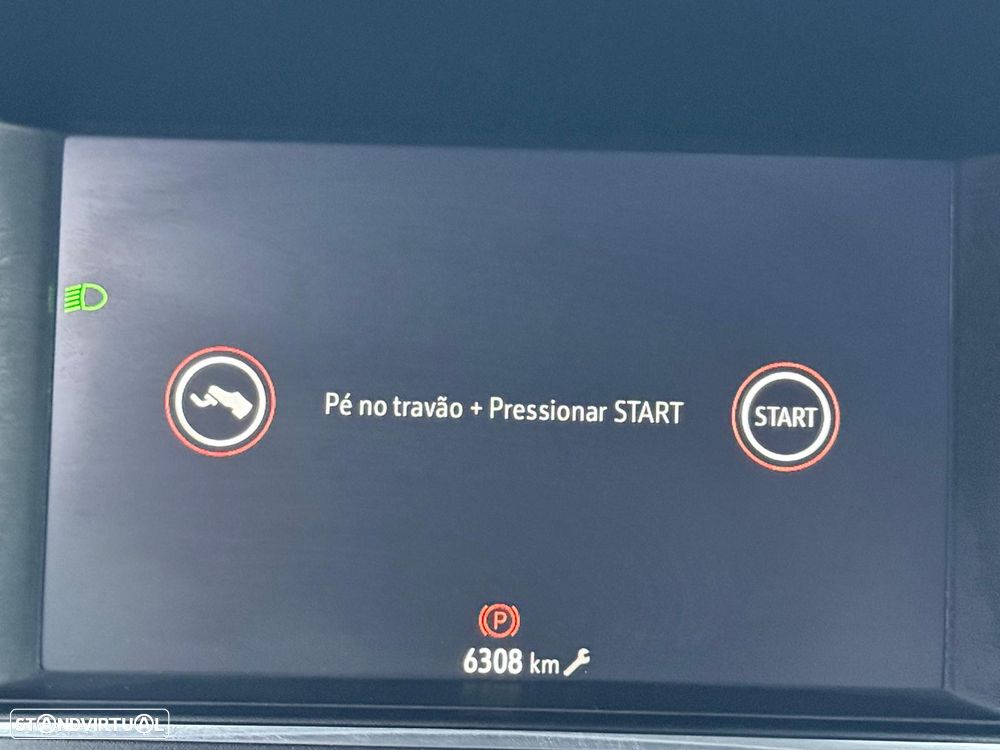 Pé no travão + Pressionar START
START
P
6308 km
STANDVIRTUAL